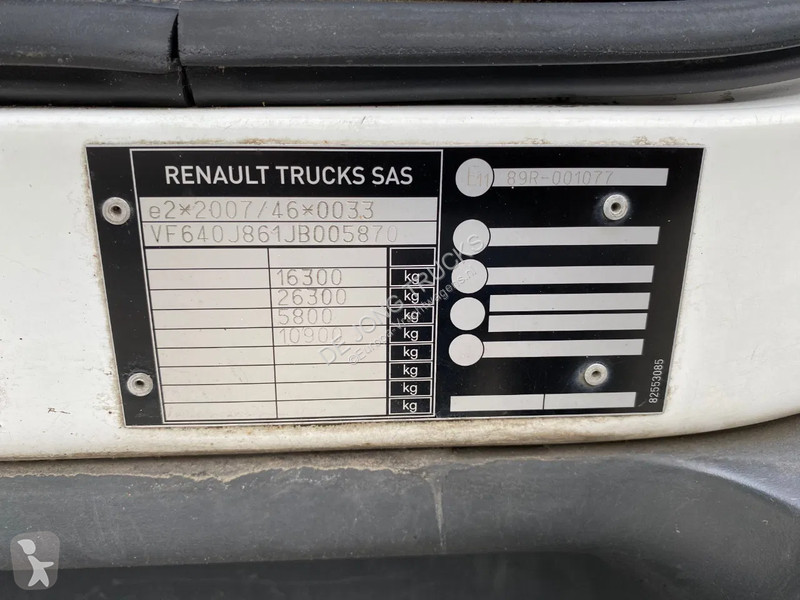 RENAULT TRUCKS SAS
e2*2007/46*0033
VF640J861JB005870
16300 kg
26300 kg
5800 kg
10900 kg
kg
kg
kg
kg
E11 89R-001077
82553085
DE JONG TRUCKS